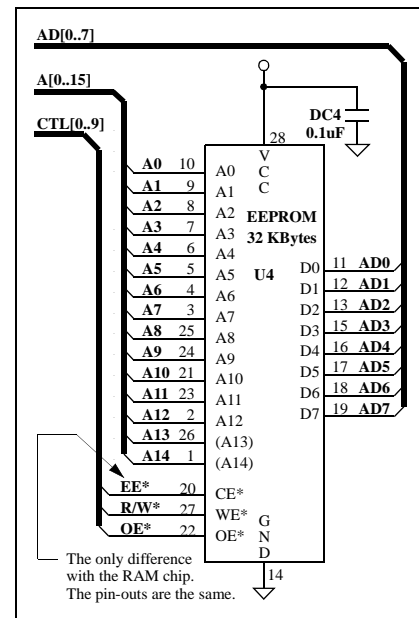 AD[0..7]
A[0..15]
CTL[0..9]
DC4
0.1uF
28
VCC
EEPROM
32 KBytes
U4
A0 10 A0
A1 9 A1
A2 8 A2
A3 7 A3
A4 6 A4
A5 5 A5
A6 4 A6
A7 3 A7
A8 25 A8
A9 24 A9
A10 21 A10
A11 23 A11
A12 2 A12
A13 26 (A13)
A14 1 (A14)
EE* 20 CE*
R/W* 27 WE*
OE* 22 OE*
D0 11 AD0
D1 12 AD1
D2 13 AD2
D3 15 AD3
D4 16 AD4
D5 17 AD5
D6 18 AD6
D7 19 AD7
GND
14
The only difference
with the RAM chip.
The pin-outs are the same.